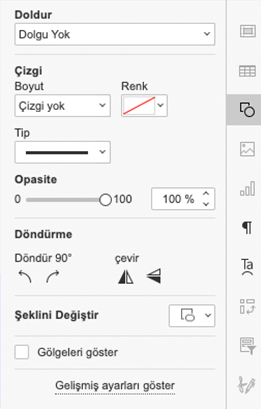 Doldur
Dolgu Yok
Çizgi
Boyut Renk
Çizgi yok
Tip
Opasite
0 100 100 %
Döndürme
Döndür 90° çevir
Şeklini Değiştir
Gölgeleri göster
Gelişmiş ayarları göster